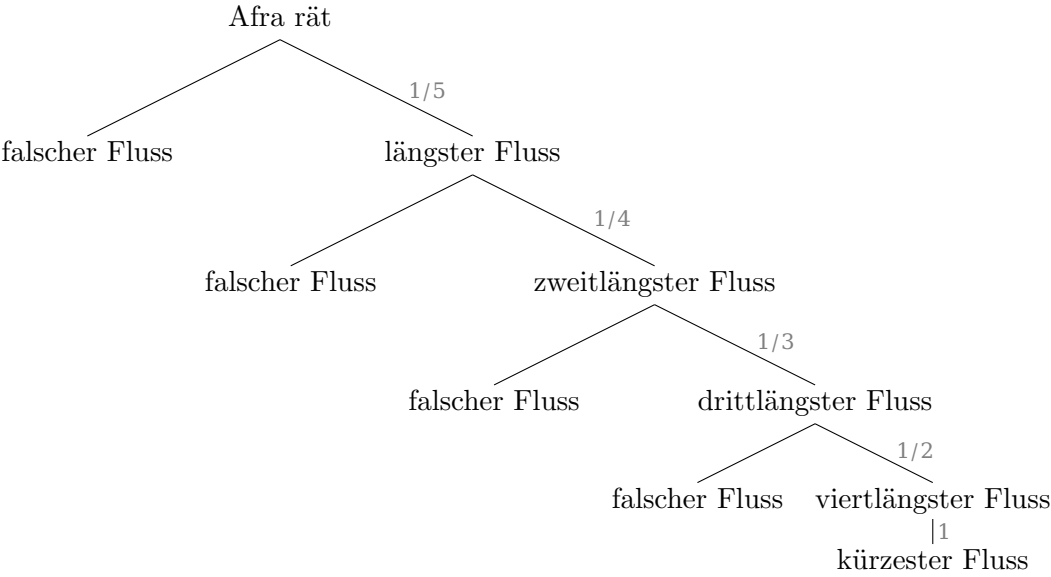 Afra rät
1/5
falscher Fluss längster Fluss
1/4
falscher Fluss zweitlängster Fluss
1/3
falscher Fluss drittlängster Fluss
1/2
falscher Fluss viertlängster Fluss
1
kürzester Fluss